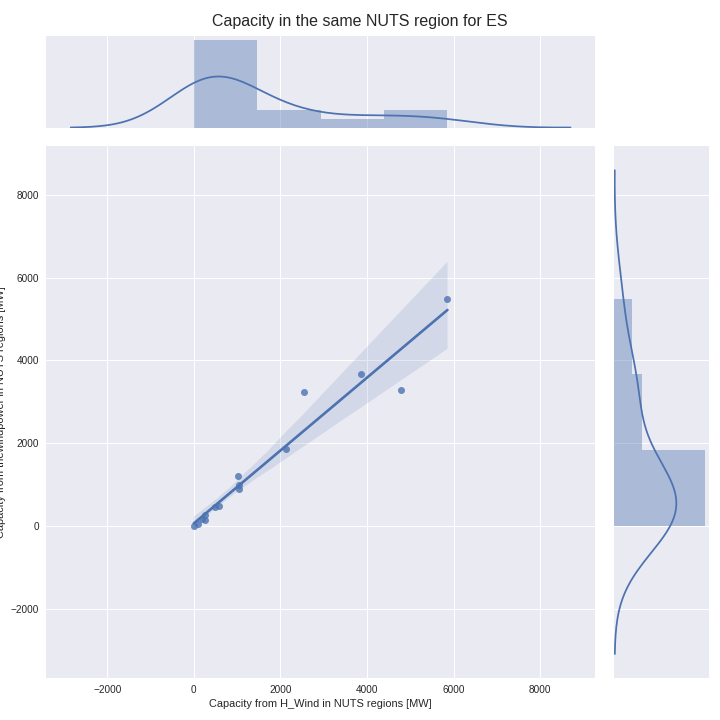 Capacity in the same NUTS region for ES
8000
6000
4000
2000
0
−2000
Capacity from thewindpower in NUTS regions [MW]
−2000 0 2000 4000 6000 8000
Capacity from H_Wind in NUTS regions [MW]